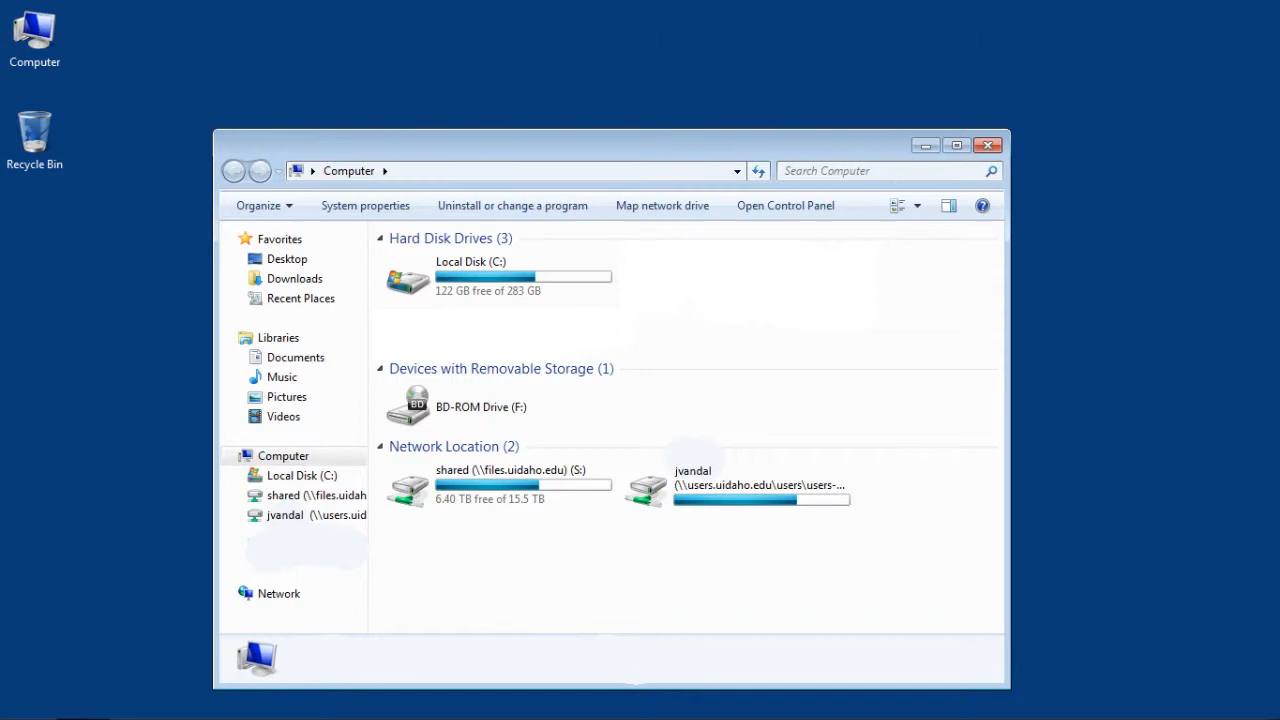 Computer
Recycle Bin
Computer
Search Computer
Organize
System properties
Uninstall or change a program
Map network drive
Open Control Panel
Favorites
Desktop
Downloads
Recent Places
Libraries
Documents
Music
Pictures
Videos
Computer
Local Disk (C:)
shared (\\files.uidah
jvandal (\\users.uid
Network
Hard Disk Drives (3)
Local Disk (C:)
122 GB free of 283 GB
Devices with Removable Storage (1)
BD
BD-ROM Drive (F:)
Network Location (2)
shared (\\files.uidaho.edu) (S:)
6.40 TB free of 15.5 TB
jvandal
(\\users.uidaho.edu\users\users-...